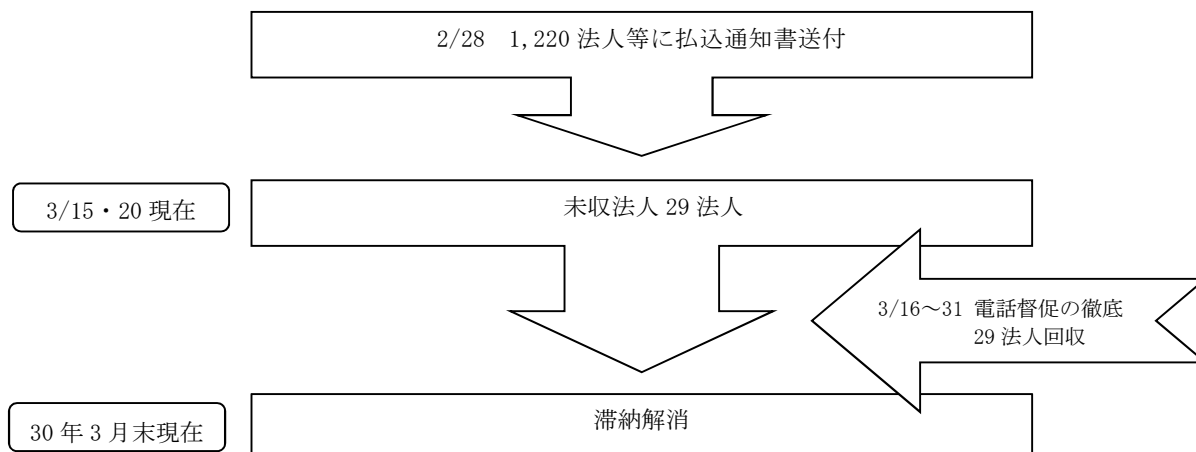 2/28　1,220 法人等に払込通知書送付
3/15・20 現在
未収法人 29 法人
3/16～31 電話督促の徹底
29 法人回収
滞納解消
30 年 3 月末現在